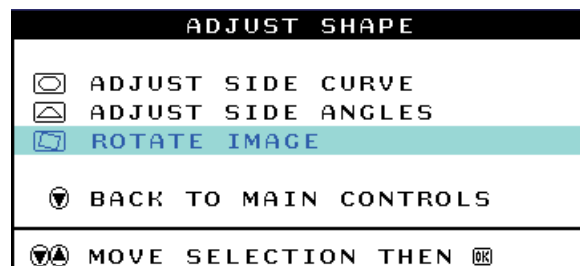 ADJUST SHAPE
ADJUST SIDE CURVE
ADJUST SIDE ANGLES
ROTATE IMAGE
BACK TO MAIN CONTROLS
MOVE SELECTION THEN OK